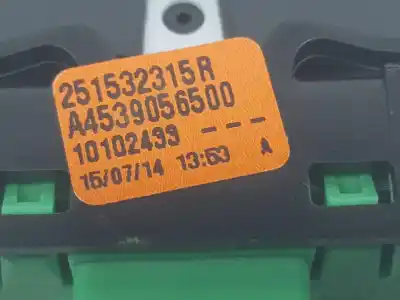 251532315R
A4539056500
10102499 ---
15/07/14 13:53 A